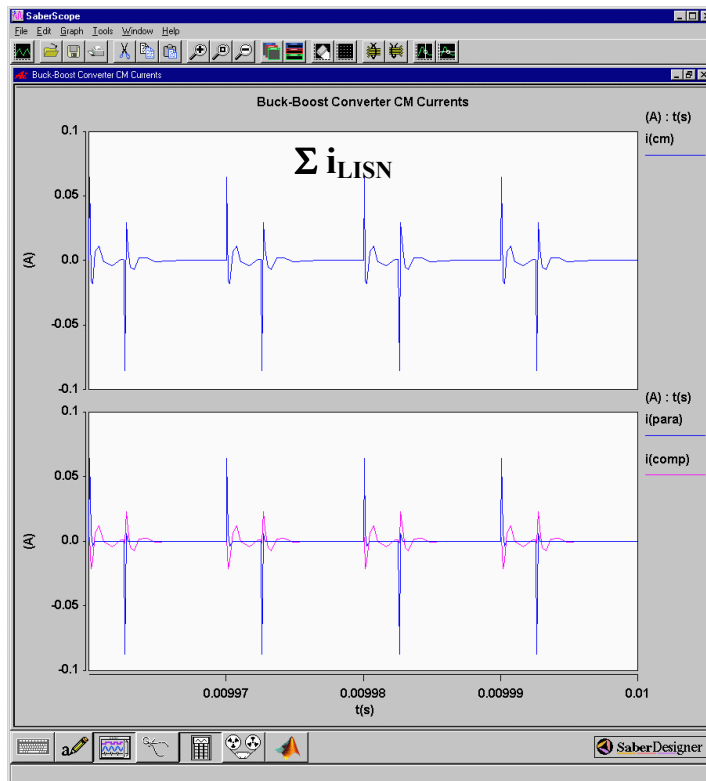 SaberScope
File Edit Graph Tools Window Help
Buck-Boost Converter CM Currents
Buck-Boost Converter CM Currents
(A) : t(s)
i(cm)
Σ iLISN
0.1
0.05
0.0
-0.05
-0.1
(A)
(A) : t(s)
i(para)
i(comp)
0.1
0.05
0.0
-0.05
-0.1
(A)
0.00997 0.00998 0.00999 0.01
t(s)
a
SaberDesigner